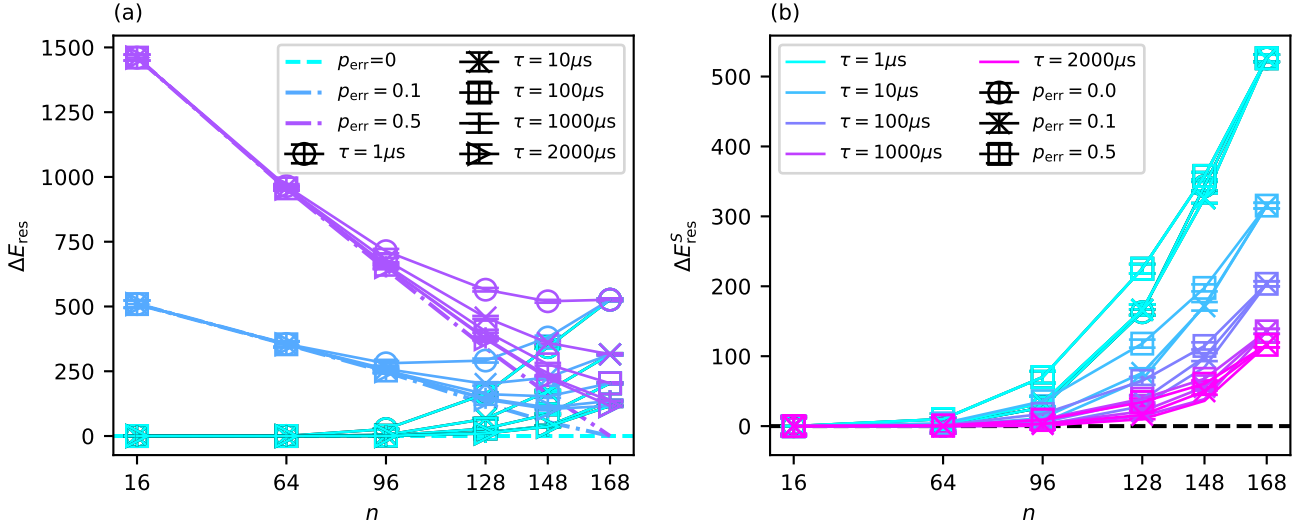 (a)
1500
1250
1000
750
500
250
0
ΔE_res
p_err=0
p_err = 0.1
p_err = 0.5
τ = 1μs
τ = 10μs
τ = 100μs
τ = 1000μs
τ = 2000μs
16 64 96 128 148 168
n
(b)
500
400
300
200
100
0
ΔE^S_res
τ = 1μs
τ = 10μs
τ = 100μs
τ = 1000μs
τ = 2000μs
p_err = 0.0
p_err = 0.1
p_err = 0.5
16 64 96 128 148 168
n